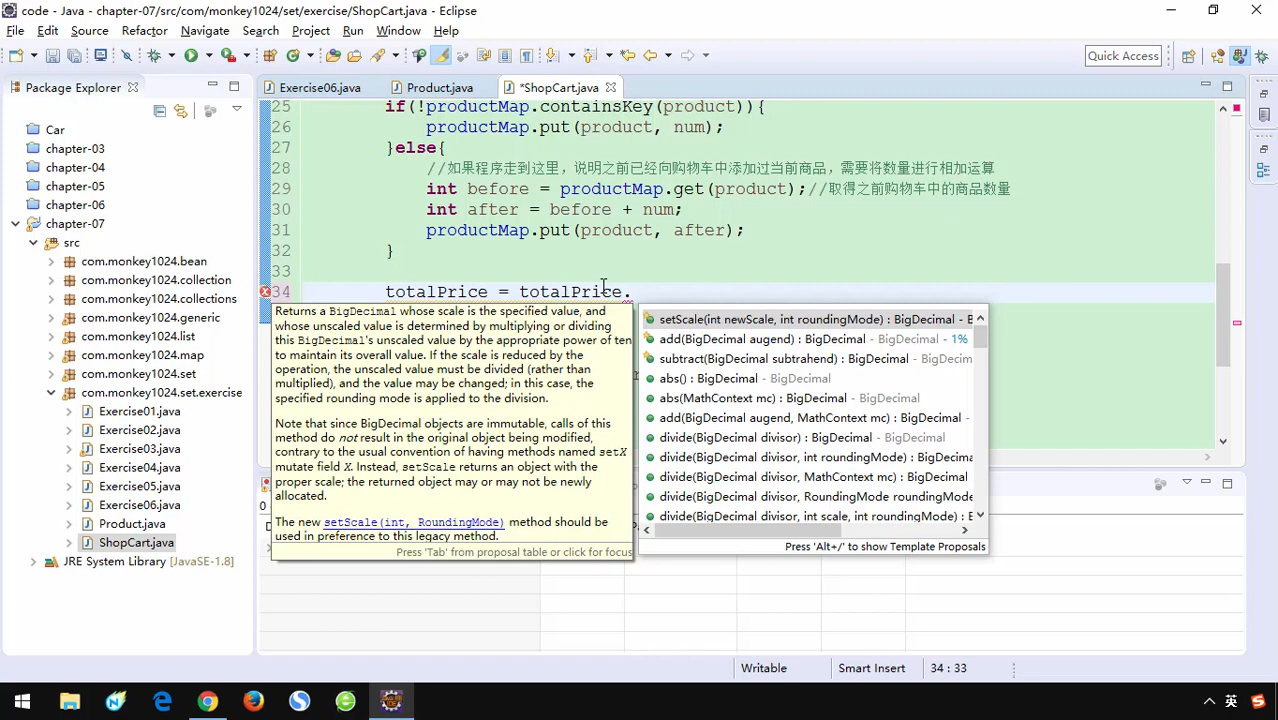 code - chapter-07/src/com/monkey1024/set/exercise/ShopCart.java - Eclipse
File Edit Source Refactor Navigate Search Project Run Window Help
Quick Access
Package Explorer
Exercise06.java
Product.java
*ShopCart.java
Car
chapter-03
chapter-04
chapter-05
chapter-06
chapter-07
src
com.monkey1024.bean
com.monkey1024.collection
com.monkey1024.collections
com.monkey1024.generic
com.monkey1024.list
com.monkey1024.map
com.monkey1024.set
com.monkey1024.set.exercise
Exercise01.java
Exercise02.java
Exercise03.java
Exercise04.java
Exercise05.java
Exercise06.java
Product.java
ShopCart.java
JRE System Library [JavaSE-1.8]
25 if(!productMap.containsKey(product)){
26 productMap.put(product, num);
27 }else{
28 //如果程序走到这里，说明之前已经向购物车中添加过当前商品，需要将数量进行相加运算
29 int before = productMap.get(product);//取得之前购物车中的商品数量
30 int after = before + num;
31 productMap.put(product, after);
32 }
33
34 totalPrice = totalPrice.
Returns a BigDecimal whose scale is the specified value, and
whose unscaled value is determined by multiplying or dividing
this BigDecimal's unscaled value by the appropriate power of ten
to maintain its overall value. If the scale is reduced by the
operation, the unscaled value must be divided (rather than
multiplied), and the value may be changed; in this case, the
specified rounding mode is applied to the division.
Note that since BigDecimal objects are immutable, calls of this
method do not result in the original object being modified,
contrary to the usual convention of having methods named setX
mutate field X. Instead, setScale returns an object with the
proper scale; the returned object may or may not be newly
allocated.
The new setScale(int, RoundingMode) method should be
used in preference to this legacy method.
Press 'Tab' from proposal table or click for focus
setScale(int newScale, int roundingMode) : BigDecimal - B
add(BigDecimal augend) : BigDecimal - 1%
subtract(BigDecimal subtrahend) : BigDecimal
abs() : BigDecimal - BigDecimal
abs(MathContext mc) : BigDecimal - BigDecimal
add(BigDecimal augend, MathContext mc) : BigDecimal
divide(BigDecimal divisor) : BigDecimal - BigDecimal
divide(BigDecimal divisor, int roundingMode) : BigDecima
divide(BigDecimal divisor, MathContext mc) : BigDecimal
divide(BigDecimal divisor, RoundingMode roundingMode
divide(BigDecimal divisor, int scale, int roundingMode) : B
Press 'Alt+/' to show Template Proposals
Writable
Smart Insert
34 : 33
英